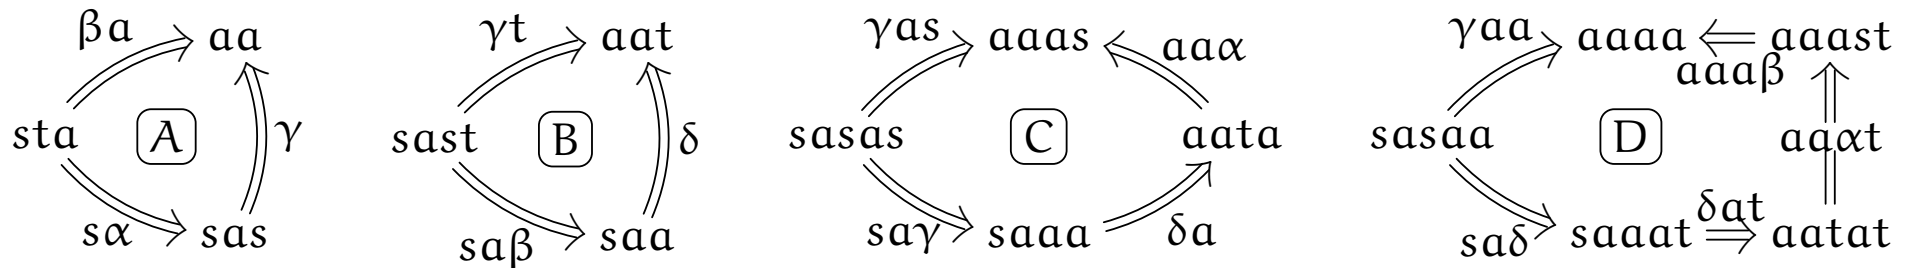 βa aa sta A γ sα sas
γt aat sast B δ saβ saa
γas aaas aaα sasas C aata saγ saaa δa
γaa aaaa aaast aaaβ sasaa D aaαt saδ saaat δat aatat